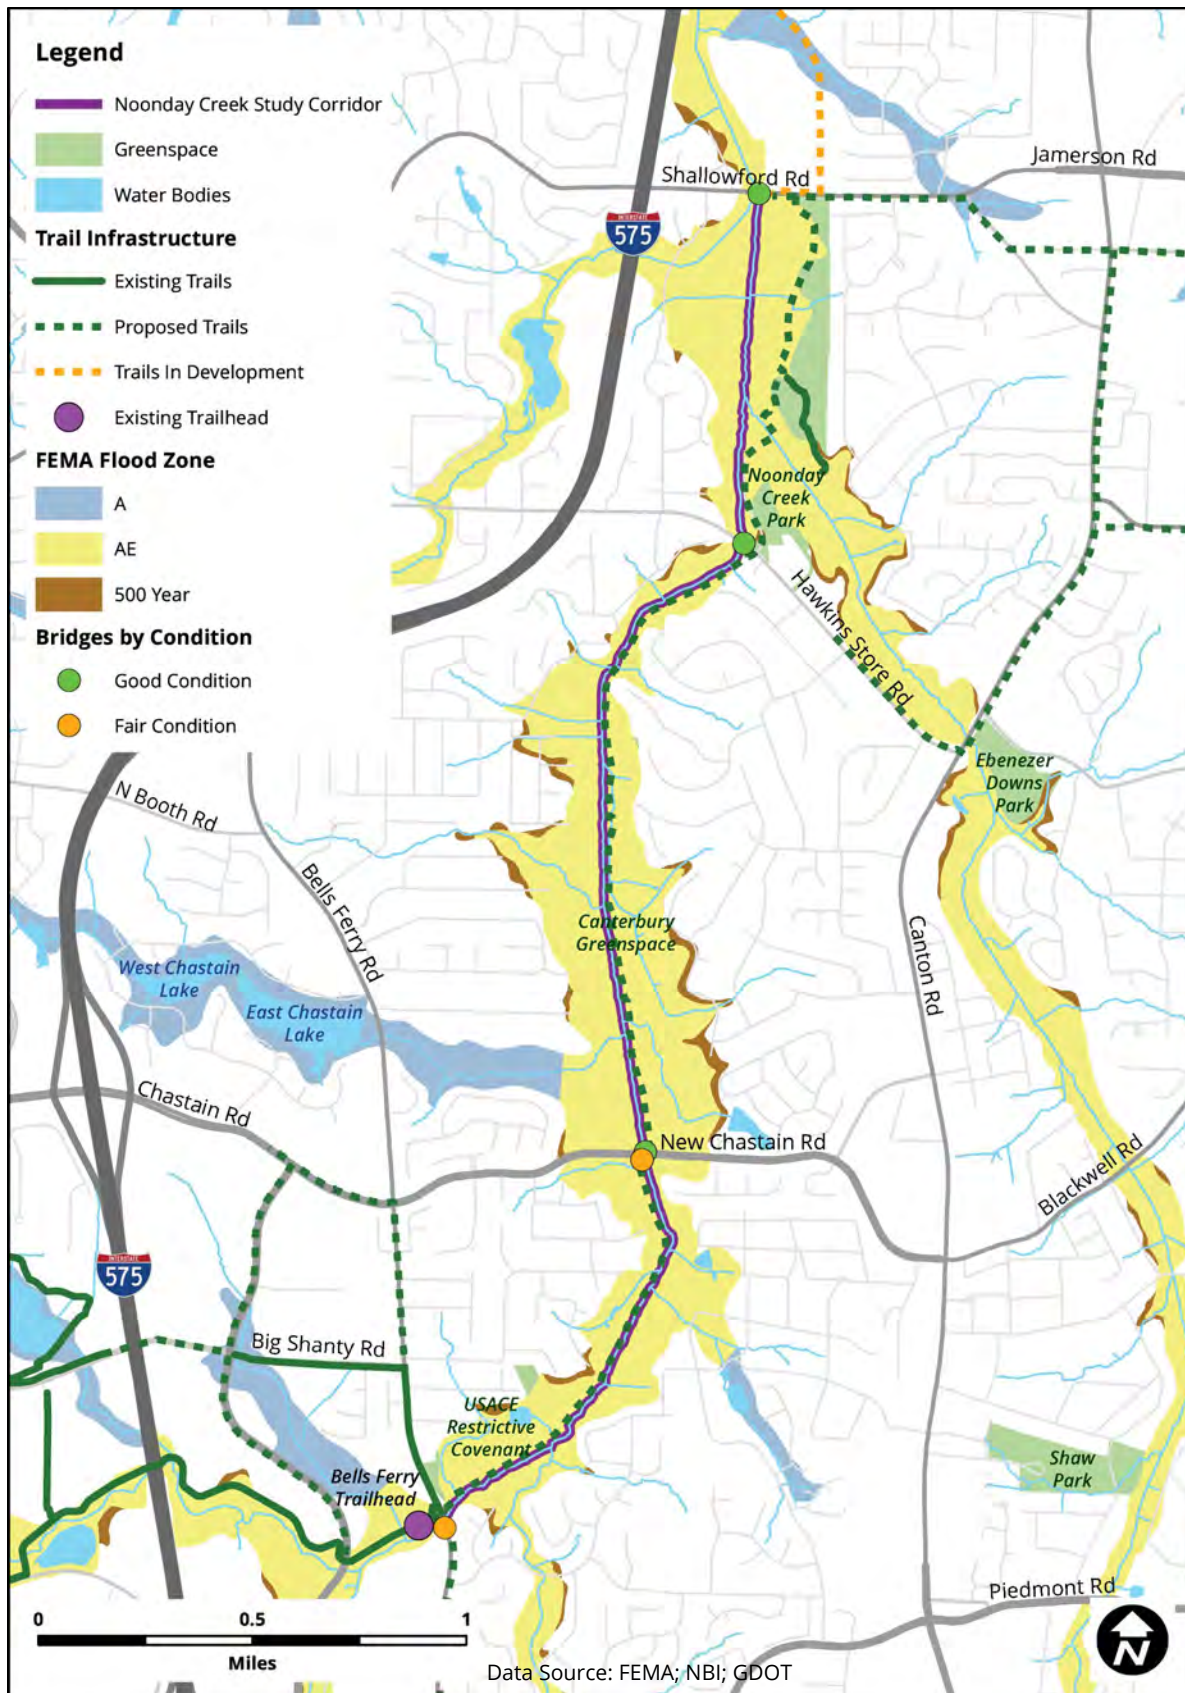 Legend
Noonday Creek Study Corridor
Greenspace
Water Bodies
Trail Infrastructure
Existing Trails
Proposed Trails
Trails In Development
Existing Trailhead
FEMA Flood Zone
A
AE
500 Year
Bridges by Condition
Good Condition
Fair Condition
Jamerson Rd
Shallowford Rd
INTERSTATE
575
Noonday
Creek
Park
Hawkins Store Rd
Ebenezer
Downs
Park
N Booth Rd
Bells Ferry Rd
Canterbury
Greenspace
Canton Rd
West Chastain
Lake
East Chastain
Lake
Chastain Rd
New Chastain Rd
Blackwell Rd
INTERSTATE
575
Big Shanty Rd
USACE
Restrictive
Covenant
Bells Ferry
Trailhead
Shaw
Park
Piedmont Rd
0
0.5
1
Miles
N
Data Source: FEMA; NBI; GDOT